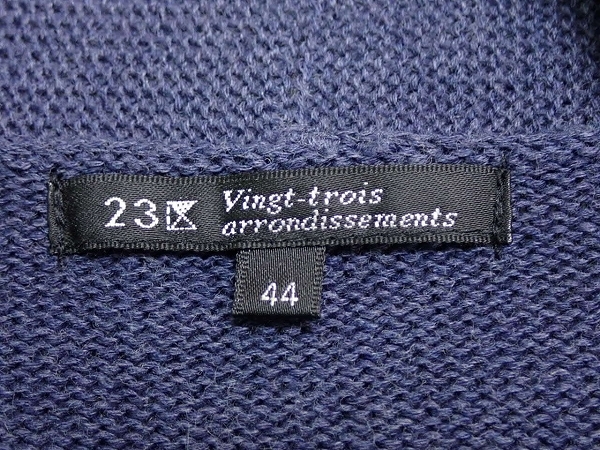 23区
Vingt-trois
arrondissements
44